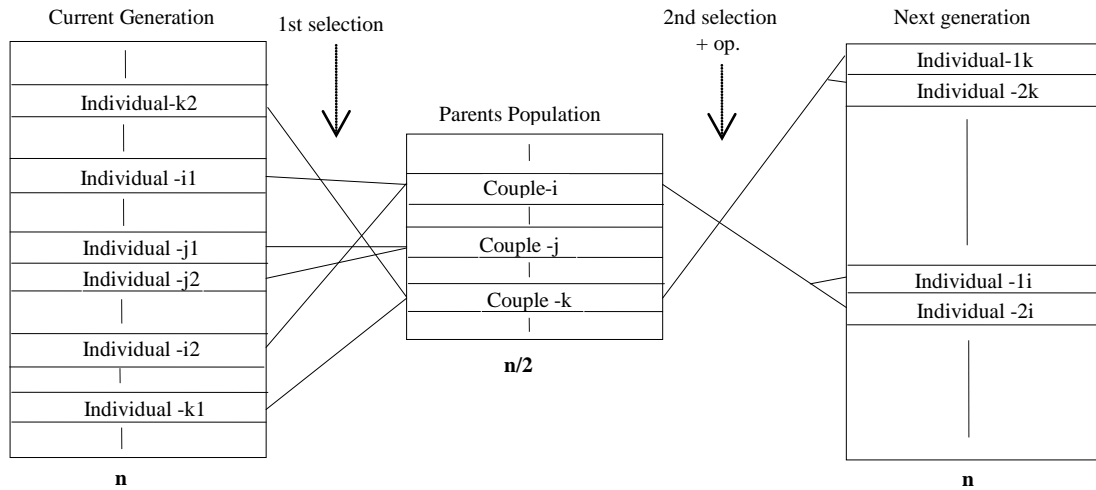 Current Generation
1st selection
2nd selection
+ op.
Next generation
Individual-k2
Individual -i1
Individual -j1
Individual -j2
Individual -i2
Individual -k1
n
Parents Population
Couple-i
Couple -j
Couple -k
n/2
Individual-1k
Individual -2k
Individual -1i
Individual -2i
n